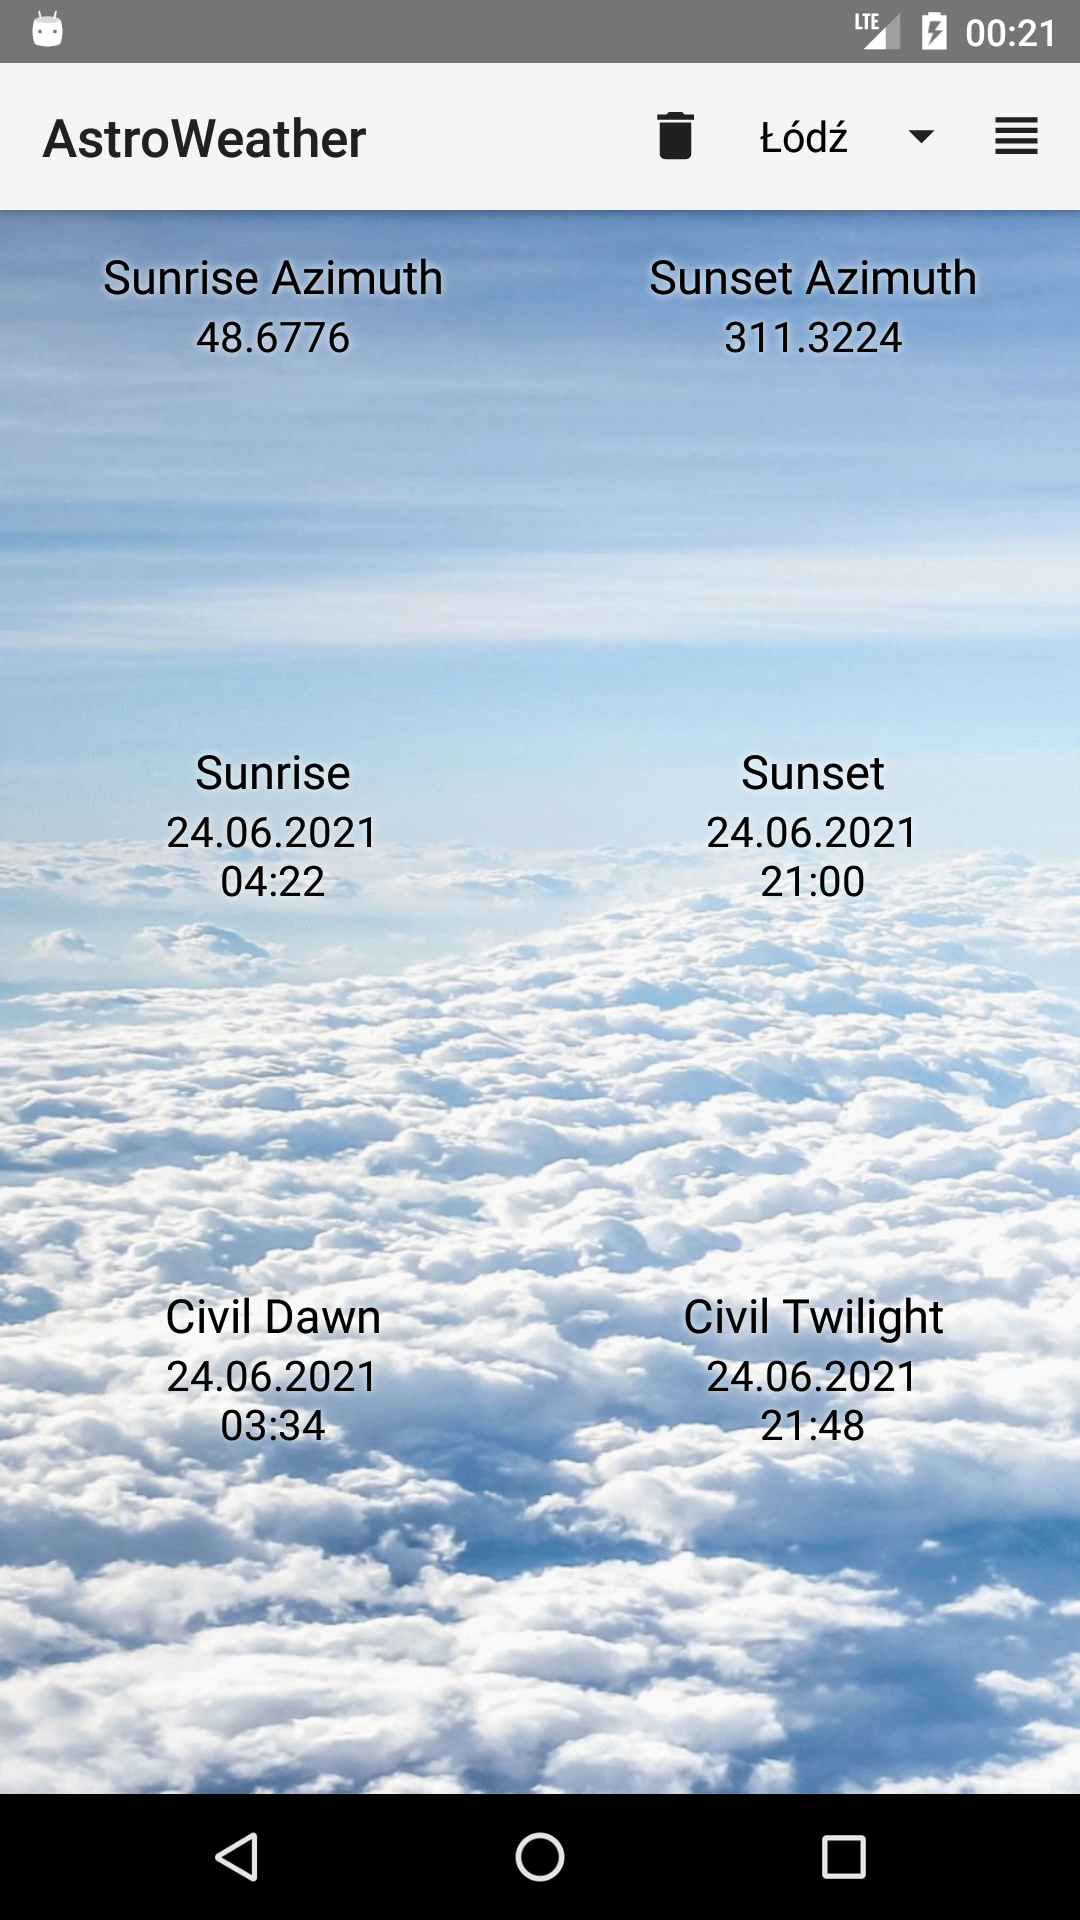 LTE 00:21
AstroWeather Łódź
Sunrise Azimuth
48.6776
Sunset Azimuth
311.3224
Sunrise
24.06.2021
04:22
Sunset
24.06.2021
21:00
Civil Dawn
24.06.2021
03:34
Civil Twilight
24.06.2021
21:48